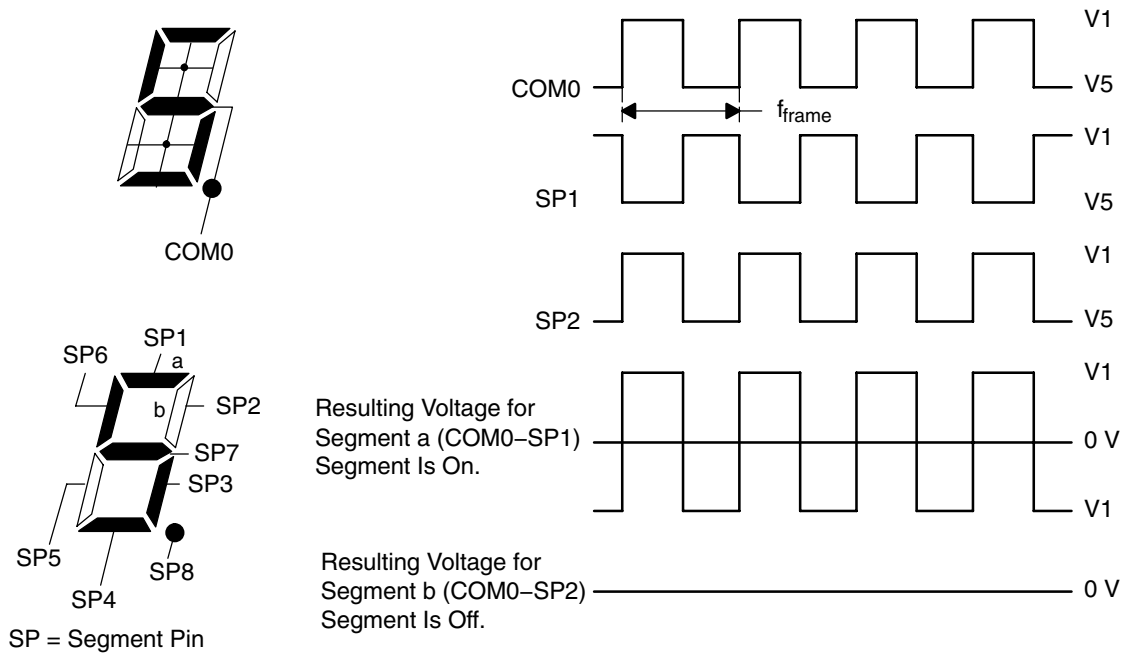 COM0
SP1
a
SP6
b
SP2
SP7
SP3
SP5
SP8
SP4
SP = Segment Pin
V1
COM0
V5
fframe
V1
SP1
V5
V1
SP2
V5
Resulting Voltage for
Segment a (COM0−SP1)
Segment Is On.
V1
0 V
V1
Resulting Voltage for
Segment b (COM0−SP2)
Segment Is Off.
0 V